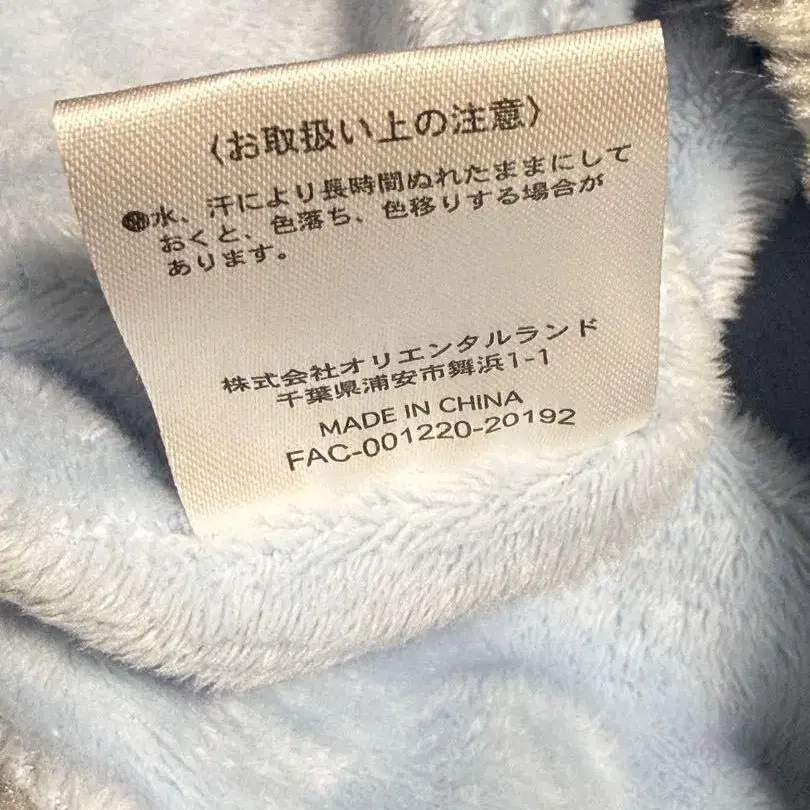 〈お取扱い上の注意〉
●水、汗により長時間ぬれたままにして
おくと、色落ち、色移りする場合が
あります。
株式会社オリエンタルランド
千葉県浦安市舞浜1-1
MADE IN CHINA
FAC-001220-20192